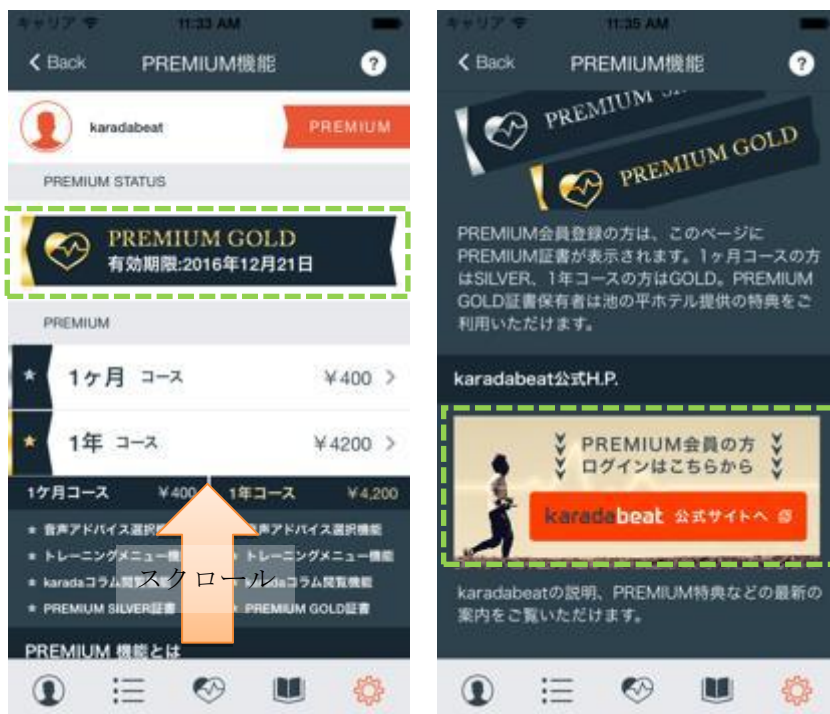 キャリア 11:33 AM
Back PREMIUM機能 ?
karadabeat PREMIUM
PREMIUM STATUS
PREMIUM GOLD
有効期限:2016年12月21日
PREMIUM
1ヶ月 コース ¥400
1年 コース ¥4200
1ケ月コース ¥400 1年コース ¥4,200
★ 音声アドバイス選択 声アドバイス選択機能
★ トレーニングメニュー機 ★ トレーニングメニュー機能
★ karadaコラム閲覧 daコラム閲覧機能
★ PREMIUM SILVER証書 ★ PREMIUM GOLD証書
スクロール
PREMIUM 機能とは
キャリア 11:35 AM
Back PREMIUM機能 ?
PREMIUM
PREMIUM GOLD
PREMIUM会員登録の方は、このページに
PREMIUM証書が表示されます。1ヶ月コースの方
はSILVER、1年コースの方はGOLD。PREMIUM
GOLD証書保有者は池の平ホテル提供の特典をご
利用いただけます。
karadabeat公式H.P.
PREMIUM会員の方
ログインはこちらから
karadabeat 公式サイトへ
karadabeatの説明、PREMIUM特典などの最新の
案内をご覧いただけます。